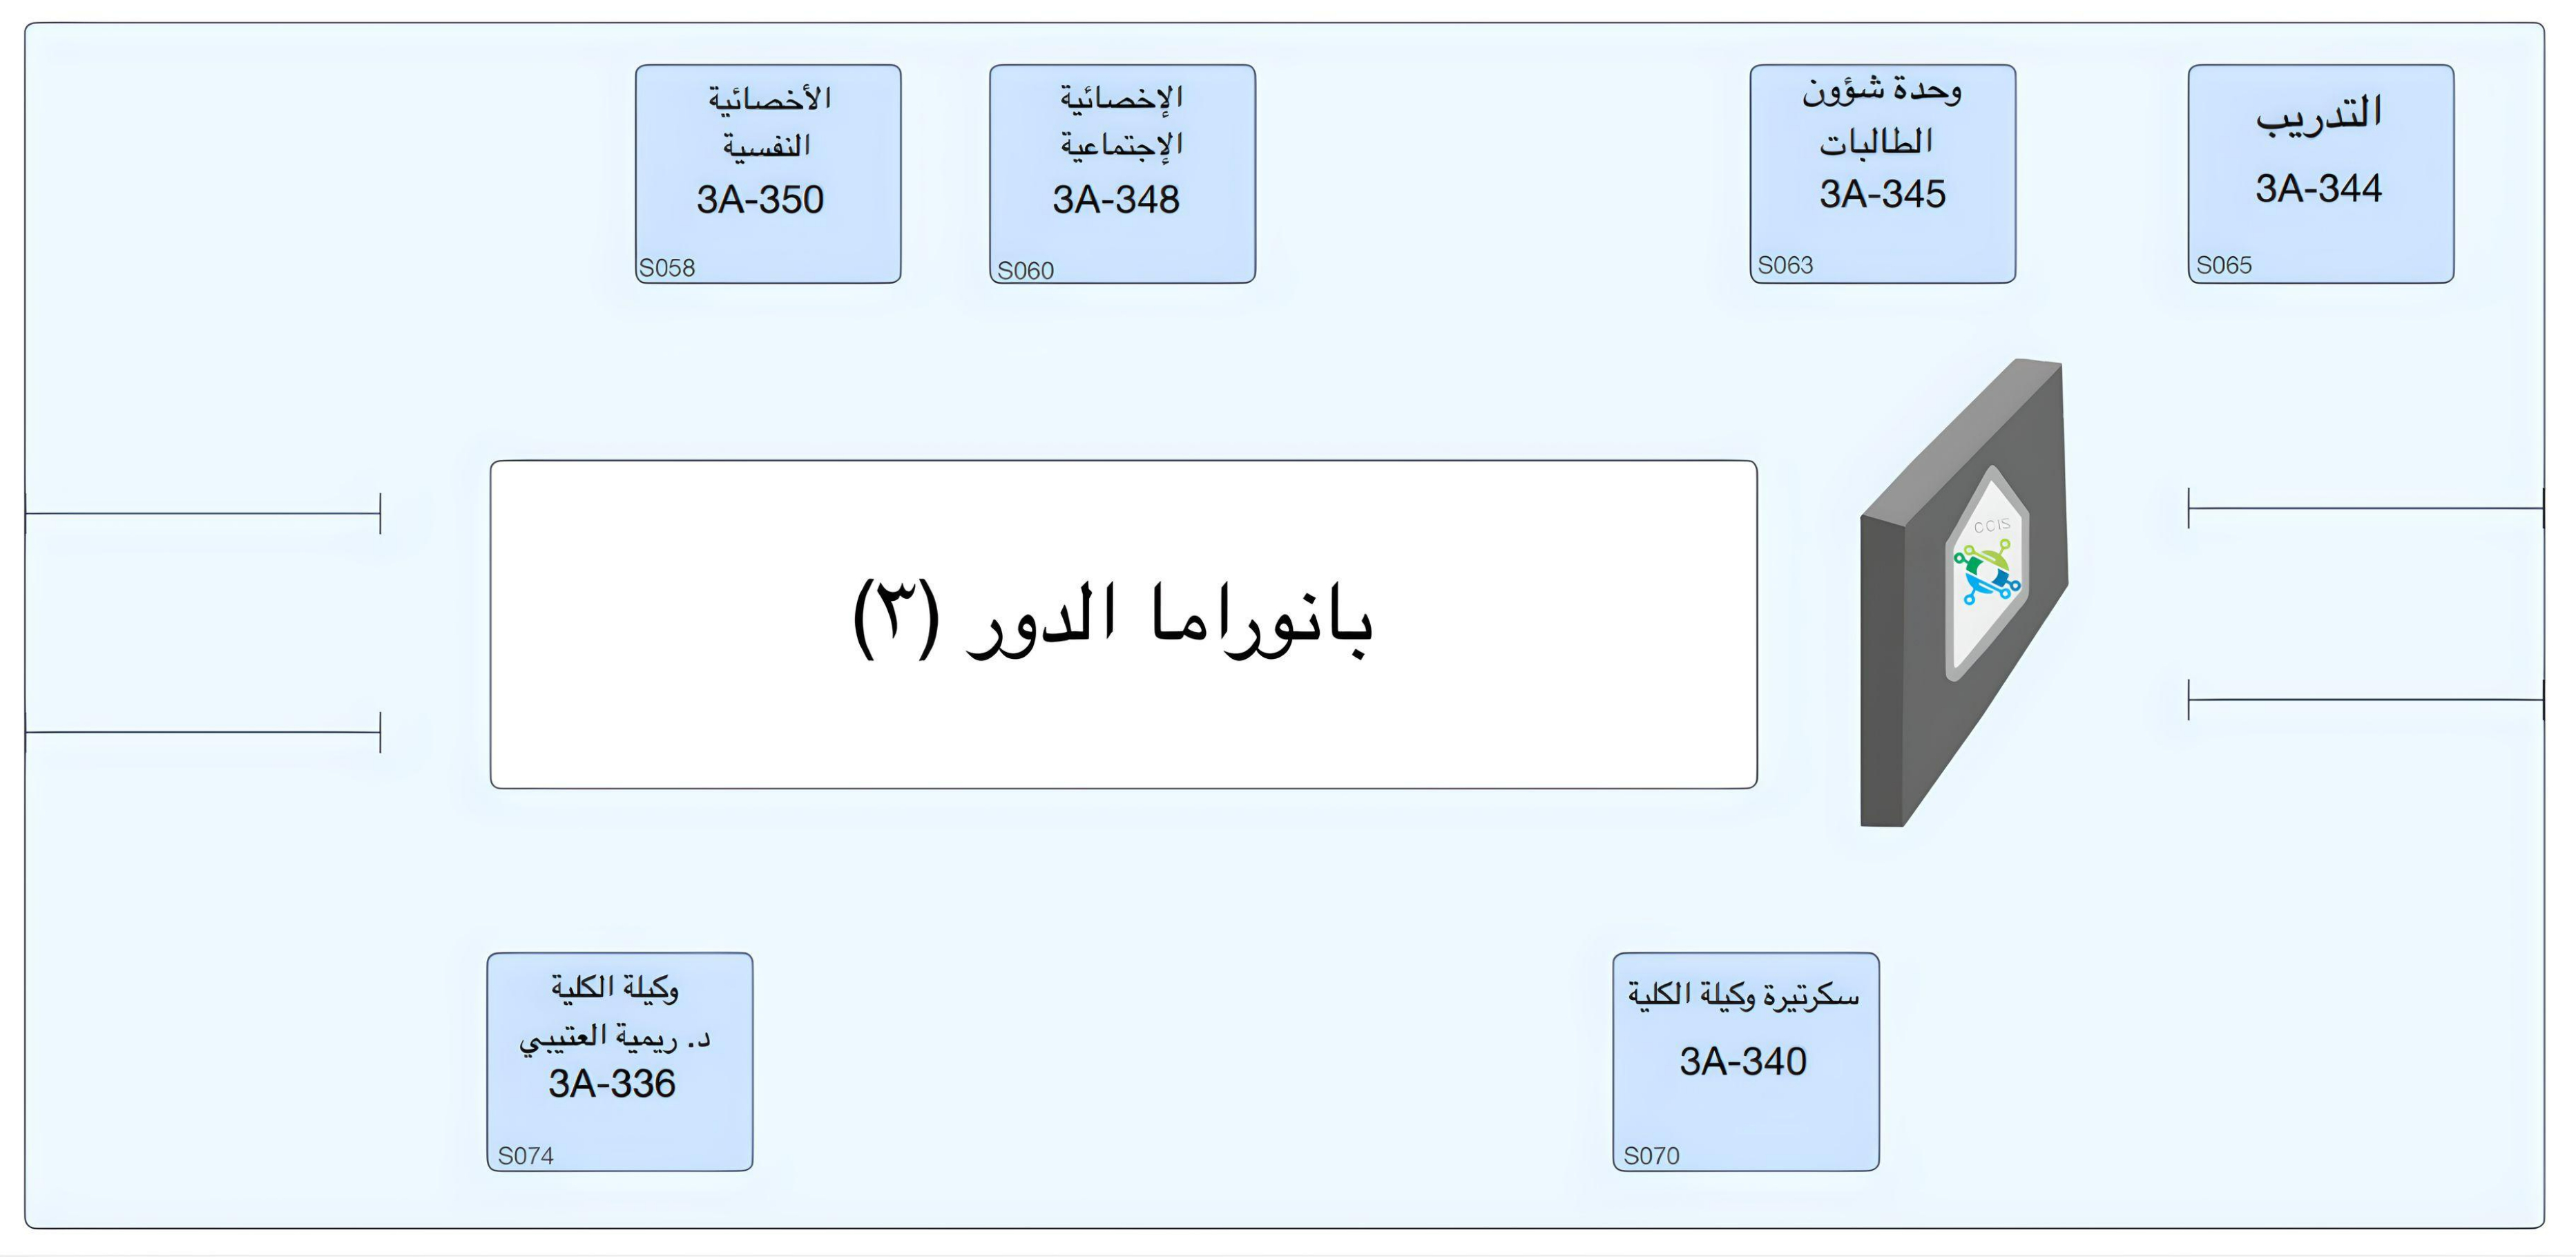 التدريب
3A-344
S065
وحدة شؤون
الطالبات
3A-345
S063
الإخصائية
الإجتماعية
3A-348
S060
الأخصائية
النفسية
3A-350
S058
CCIS
بانوراما الدور (٣)
سكرتيرة وكيلة الكلية
3A-340
S070
وكيلة الكلية
د. ريمية العتيبي
3A-336
S074